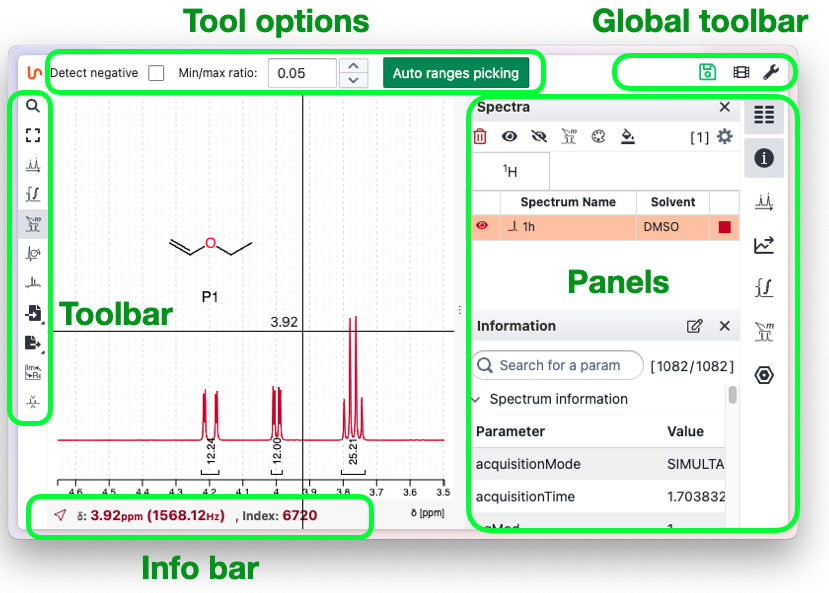 Tool options
Global toolbar
Detect negative
Min/max ratio:
0.05
Auto ranges picking
Spectra
[1]
1H
Spectrum Name
Solvent
1h
DMSO
O
P1
Panels
Toolbar
3.92
Information
Search for a param
[1082/1082]
Spectrum information
Parameter
Value
acquisitionMode
SIMULTA
acquisitionTime
1.703832
12.24
12.00
25.21
4.6 4.5 4.4 4.3 4.2 4.1 4 3.9 3.8 3.7 3.6 3.5
δ: 3.92ppm (1568.12Hz) , Index: 6720
δ [ppm]
Info bar